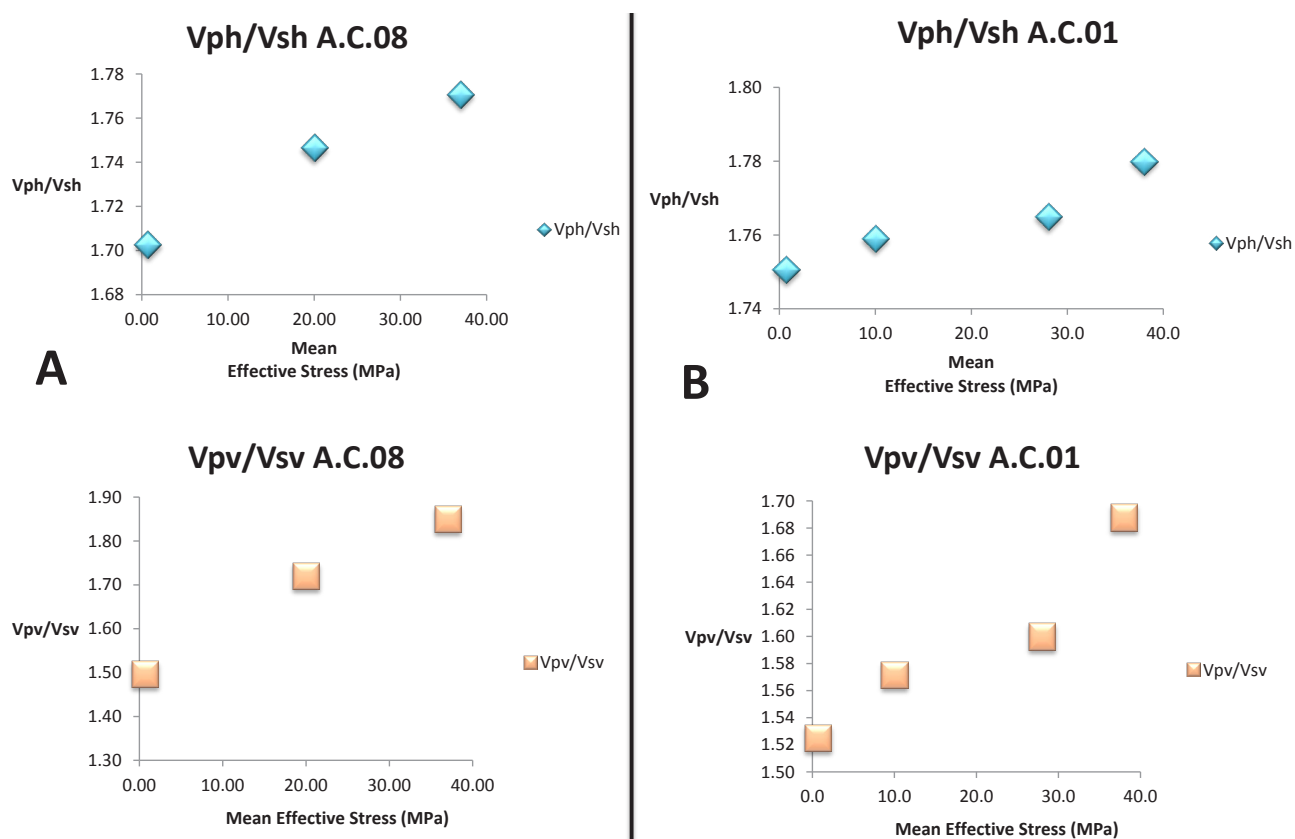 Vph/Vsh A.C.08
1.78
1.76
1.74
1.72
1.70
1.68
Vph/Vsh
0.00 10.00 20.00 30.00 40.00
Mean
Effective Stress (MPa)
Vph/Vsh
A
Vph/Vsh A.C.01
1.80
1.78
1.76
1.74
Vph/Vsh
0.0 10.0 20.0 30.0 40.0
Mean
Effective Stress (MPa)
Vph/Vsh
B
Vpv/Vsv A.C.08
1.90
1.80
1.70
1.60
1.50
1.40
1.30
Vpv/Vsv
0.00 10.00 20.00 30.00 40.00
Mean Effective Stress (MPa)
Vpv/Vsv
Vpv/Vsv A.C.01
1.70
1.68
1.66
1.64
1.62
1.60
1.58
1.56
1.54
1.52
1.50
Vpv/Vsv
0.0 10.0 20.0 30.0 40.0
Mean Effective Stress (MPa)
Vpv/Vsv